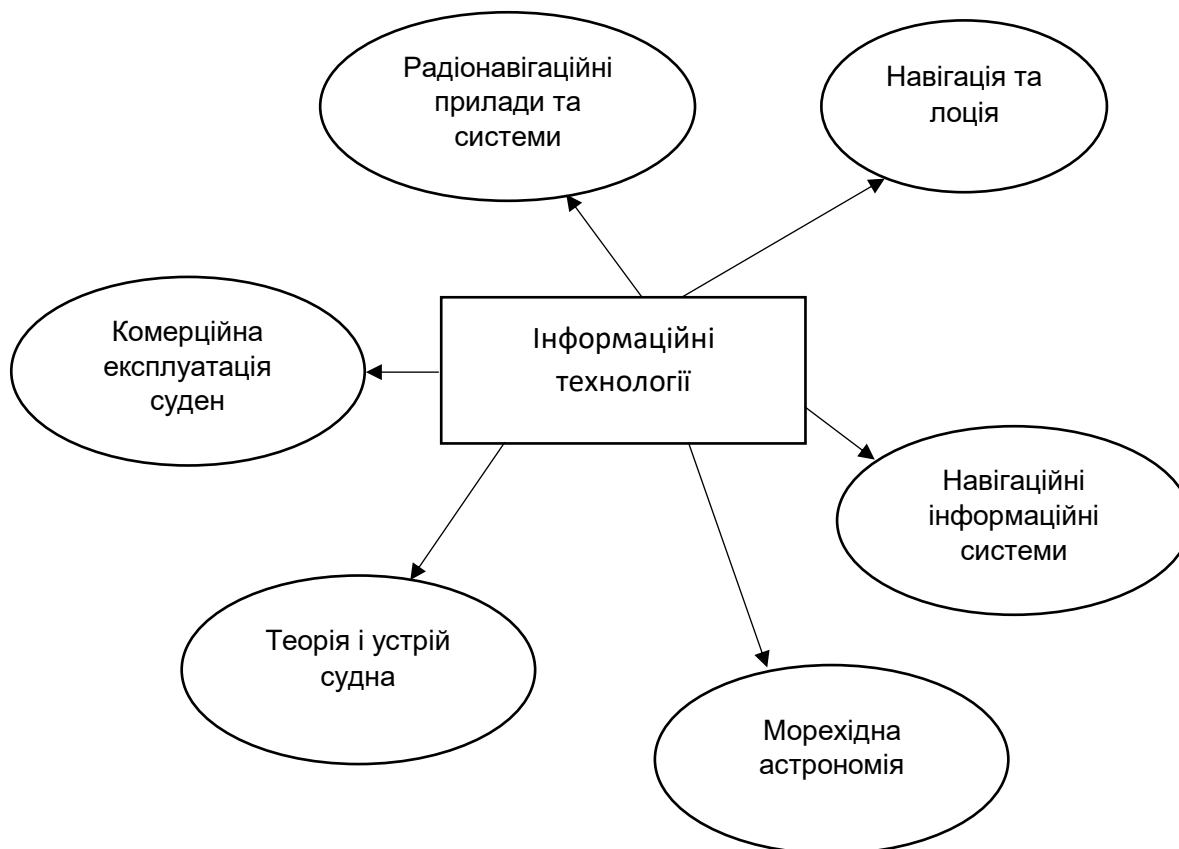 Радіонавігаційні
прилади та
системи
Навігація та
лоція
Комерційна
експлуатація
суден
Інформаційні
технології
Навігаційні
інформаційні
системи
Теорія і устрій
судна
Морехідна
астрономія